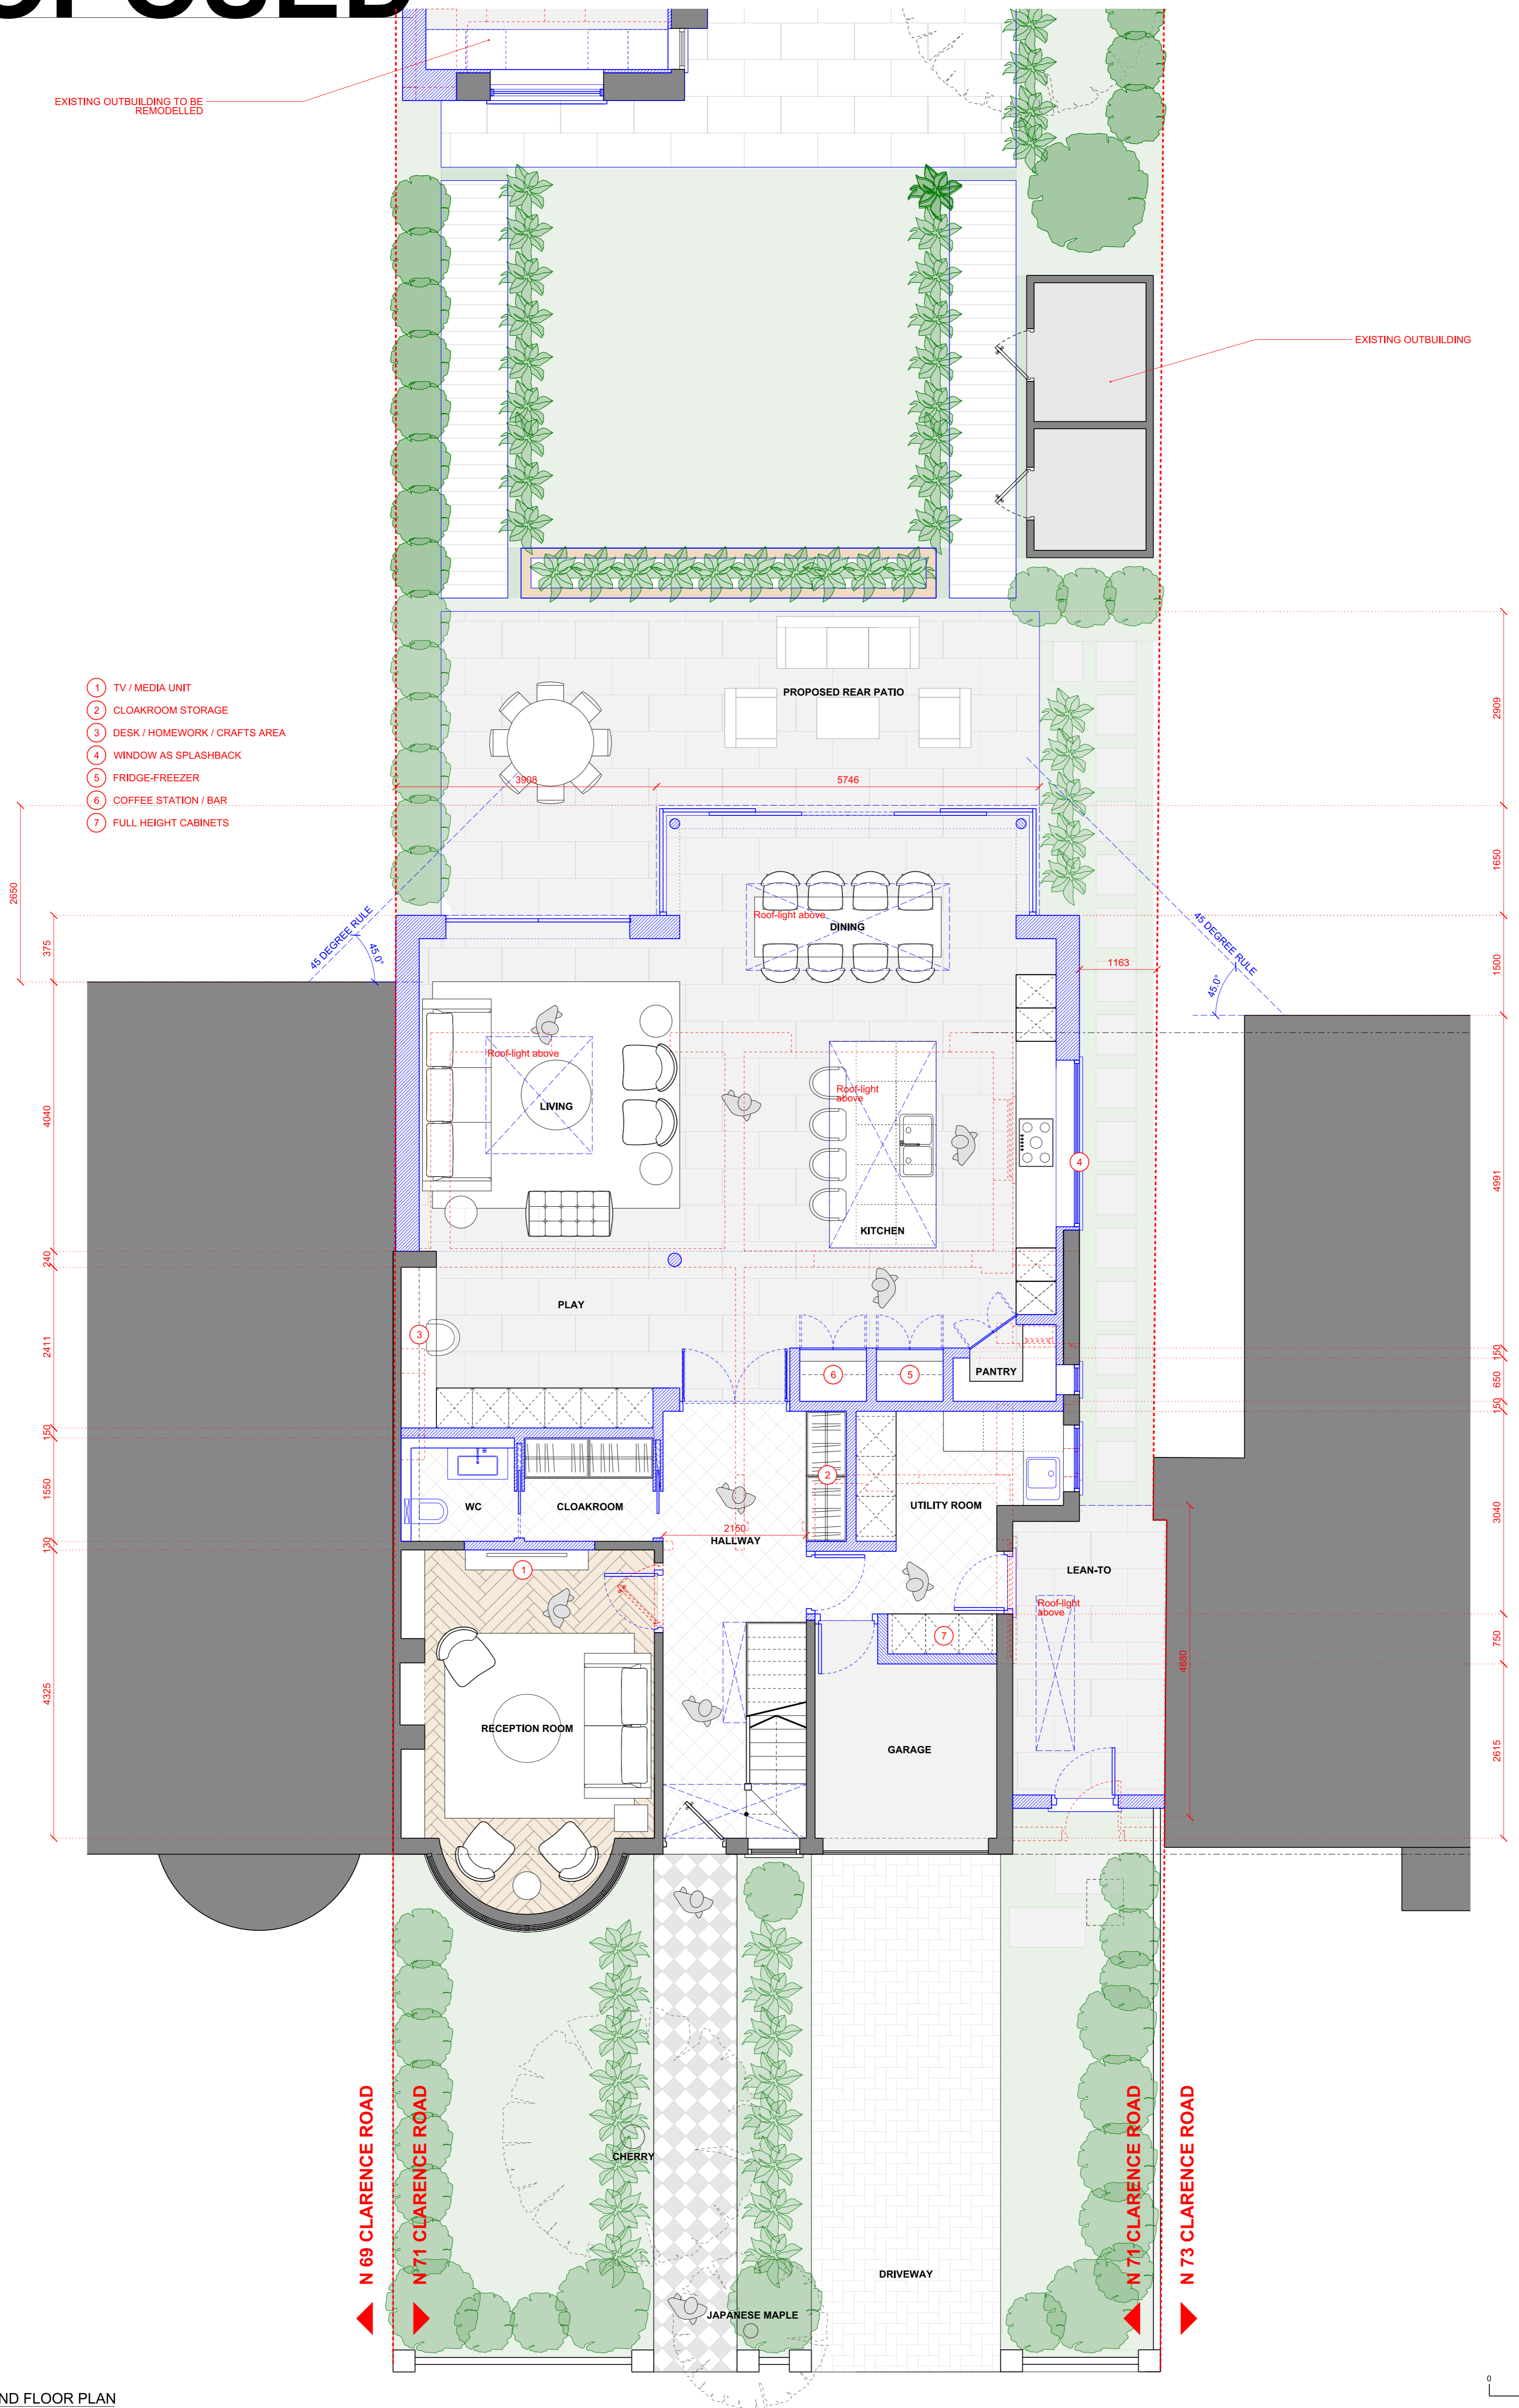 OPOSED
EXISTING OUTBUILDING TO BE
REMODELLED
EXISTING OUTBUILDING
1 TV / MEDIA UNIT
2 CLOAKROOM STORAGE
3 DESK / HOMEWORK / CRAFTS AREA
4 WINDOW AS SPLASHBACK
5 FRIDGE-FREEZER
6 COFFEE STATION / BAR
7 FULL HEIGHT CABINETS
PROPOSED REAR PATIO
2909
3908
5746
2650
1650
45 DEGREE RULE
45.0°
375
Roof-light above
DINING
45 DEGREE RULE
45.0°
1163
1500
Roof-light above
LIVING
Roof-light
above
KITCHEN
4
4040
4991
240
PLAY
3
2411
6
5
PANTRY
150
650
150
150
1550
130
WC
CLOAKROOM
2
UTILITY ROOM
2150
HALLWAY
3040
1
LEAN-TO
Roof-light
above
7
750
4680
4325
RECEPTION ROOM
GARAGE
2615
N 69 CLARENCE ROAD
N 71 CLARENCE ROAD
CHERRY
N 71 CLARENCE ROAD
N 73 CLARENCE ROAD
DRIVEWAY
JAPANESE MAPLE
ND FLOOR PLAN
0